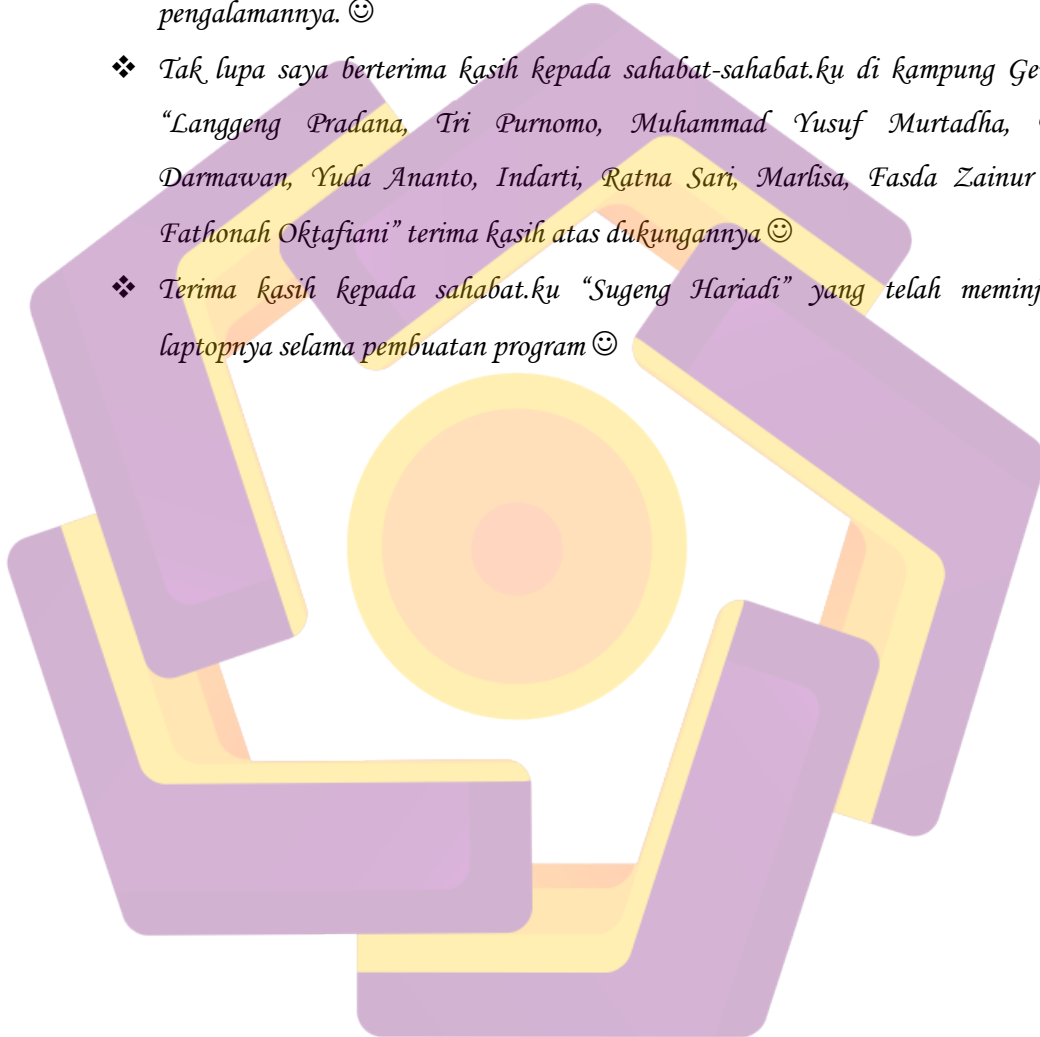 pengalamannya. ☺
❖ Tak lupa saya berterima kasih kepada sahabat-sahabat.ku di kampung
“Langgeng Pradana, Tri Purnomo, Muhammad Yusuf Murtadha,
Darmawan, Yuda Ananto, Indarti, Ratna Sari, Marlisa, Fasda Zainur
Fathonah Oktafiani” terima kasih atas dukungannya ☺
❖ Terima kasih kepada sahabat.ku “Sugeng Hariadi” yang telah
laptopnya selama pembuatan program ☺